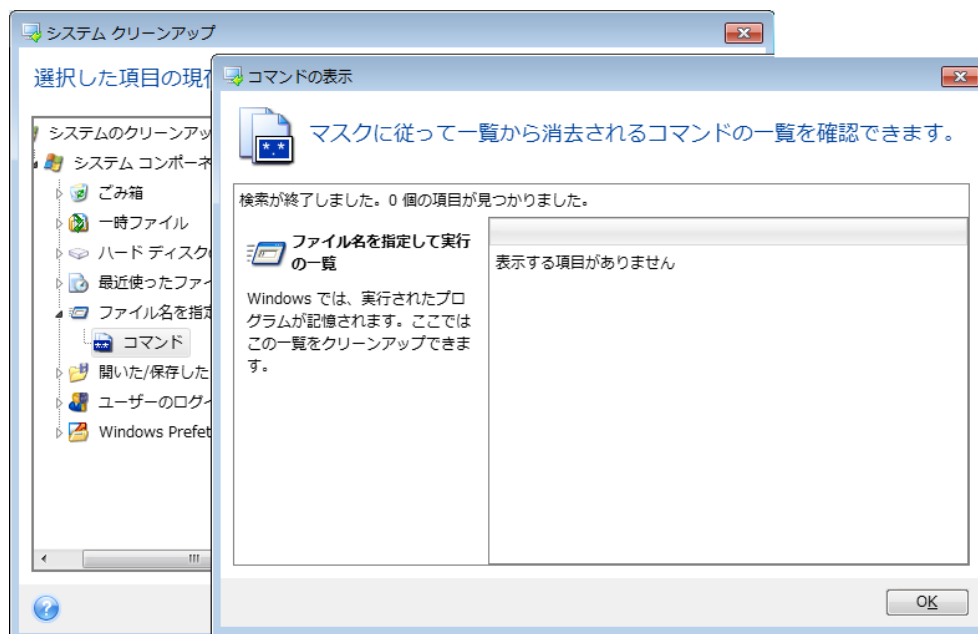 システム クリーンアップ
選択した項目の現
コマンドの表示
マスクに従って一覧から消去されるコマンドの一覧を確認できます。
システムのクリーンアッ
システム コンポーネ
ごみ箱
一時ファイル
ハード ディスク
最近使ったファイ
ファイル名を指定
コマンド
開いた/保存した
ユーザーのログ
Windows Prefet
検索が終了しました。0 個の項目が見つかりました。
ファイル名を指定して実行
の一覧
Windows では、実行されたプロ
グラムが記憶されます。ここでは
この一覧をクリーンアップできま
す。
表示する項目がありません
OK